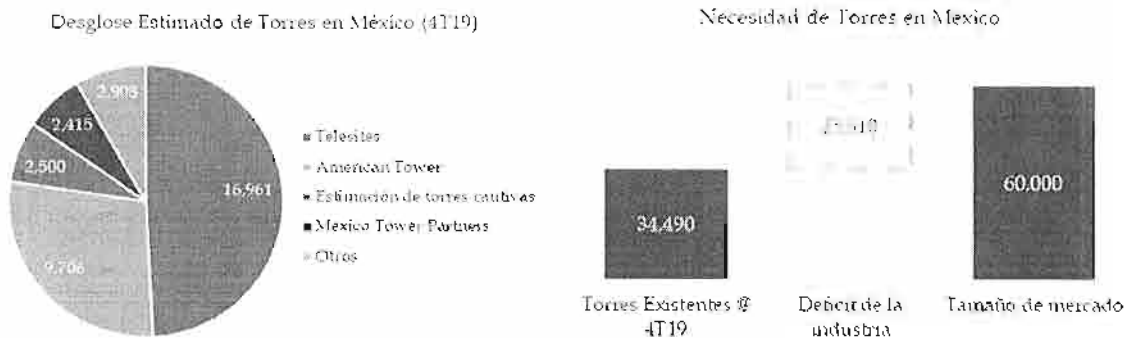 Desglose Estimado de Torres en México (4T19)
2,908
2,415
2,500
16,961
9,706
Telesites
American Tower
Estimación de torres cautivas
Mexico Tower Partners
Otros
Necesidad de Torres en Mexico
34,490
60,000
Torres Existentes @
4T19
Deficit de la
industria
Tamaño de mercado